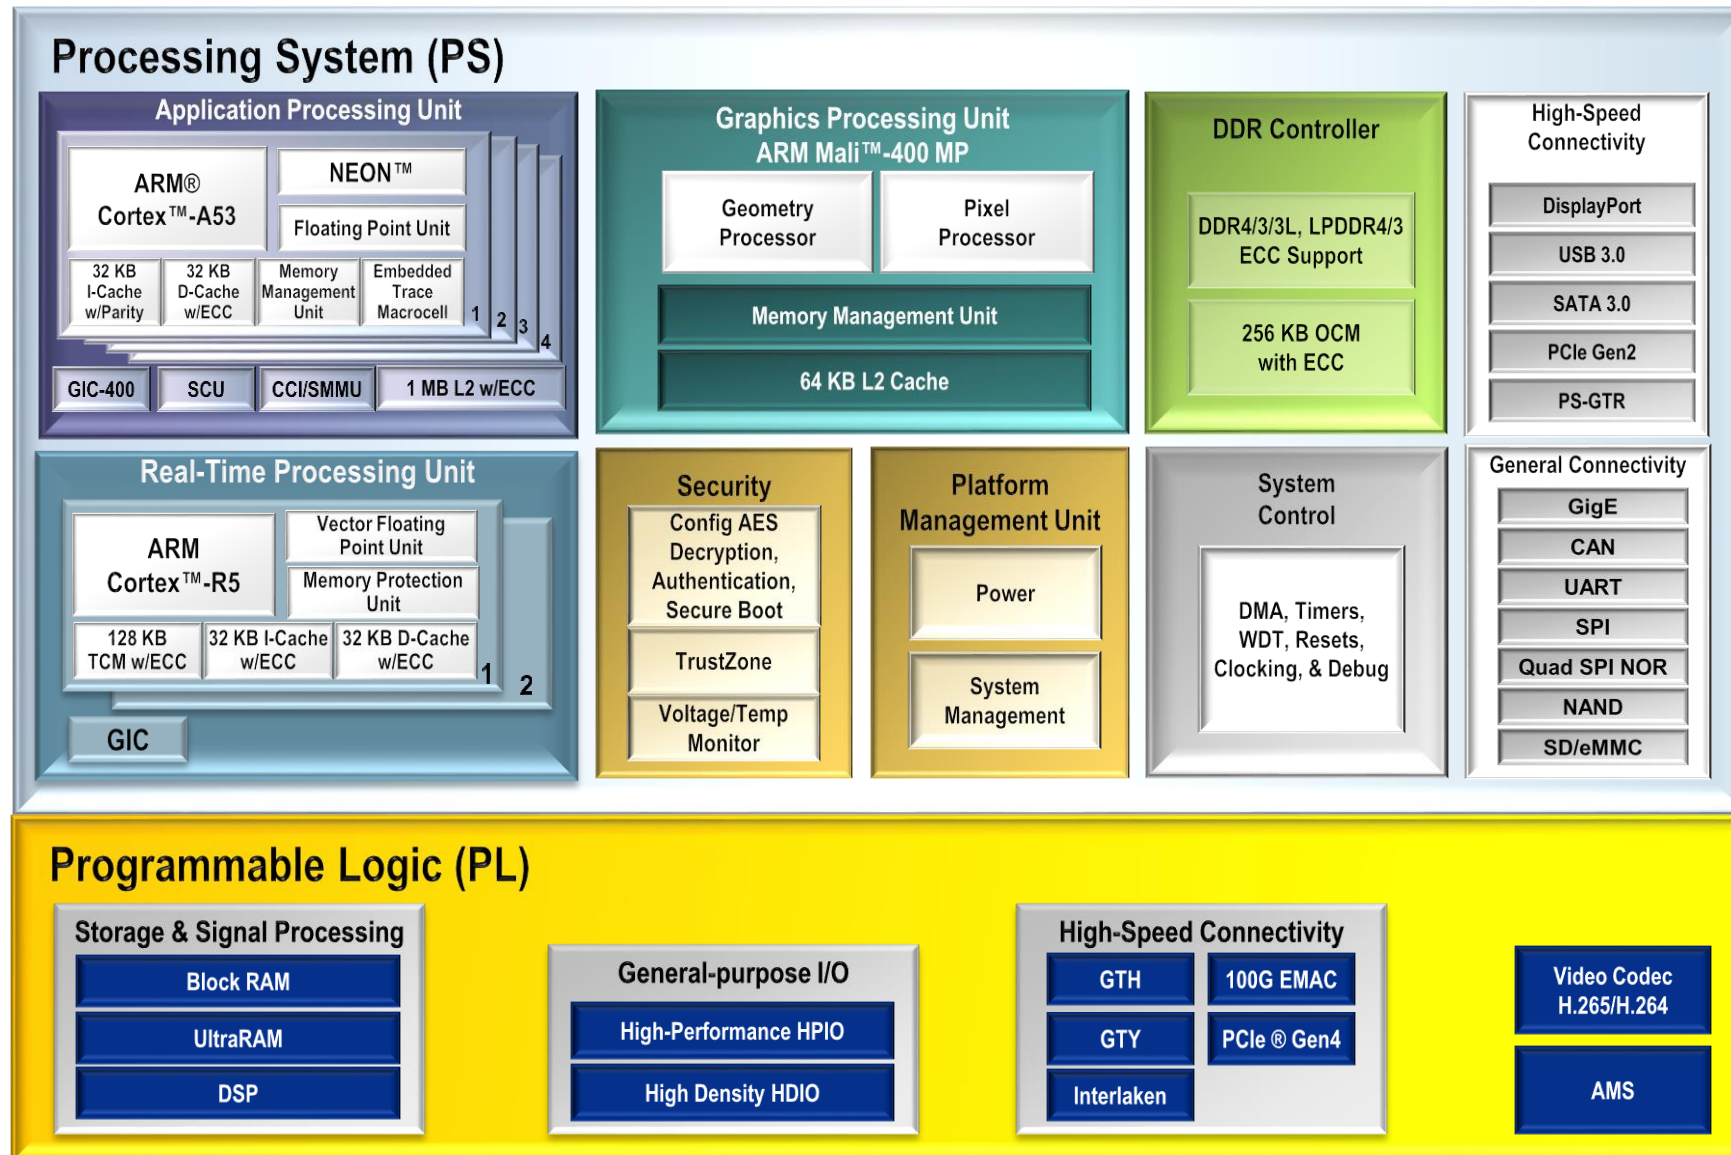 Processing System (PS)
Application Processing Unit
ARM®
Cortex™-A53
NEON™
Floating Point Unit
32 KB
I-Cache
w/Parity
32 KB
D-Cache
w/ECC
Memory
Management
Unit
Embedded
Trace
Macrocell
1
2
3
4
GIC-400
SCU
CCI/SMMU
1 MB L2 w/ECC
Graphics Processing Unit
ARM Mali™-400 MP
Geometry
Processor
Pixel
Processor
Memory Management Unit
64 KB L2 Cache
DDR Controller
DDR4/3/3L, LPDDR4/3
ECC Support
256 KB OCM
with ECC
High-Speed
Connectivity
DisplayPort
USB 3.0
SATA 3.0
PCIe Gen2
PS-GTR
Real-Time Processing Unit
ARM
Cortex™-R5
Vector Floating
Point Unit
Memory Protection
Unit
128 KB
TCM w/ECC
32 KB I-Cache
w/ECC
32 KB D-Cache
w/ECC
1
2
GIC
Security
Config AES
Decryption,
Authentication,
Secure Boot
TrustZone
Voltage/Temp
Monitor
Platform
Management Unit
Power
System
Management
System
Control
DMA, Timers,
WDT, Resets,
Clocking, & Debug
General Connectivity
GigE
CAN
UART
SPI
Quad SPI NOR
NAND
SD/eMMC
Programmable Logic (PL)
Storage & Signal Processing
Block RAM
UltraRAM
DSP
General-purpose I/O
High-Performance HPIO
High Density HDIO
High-Speed Connectivity
GTH
100G EMAC
GTY
PCIe ® Gen4
Interlaken
Video Codec
H.265/H.264
AMS